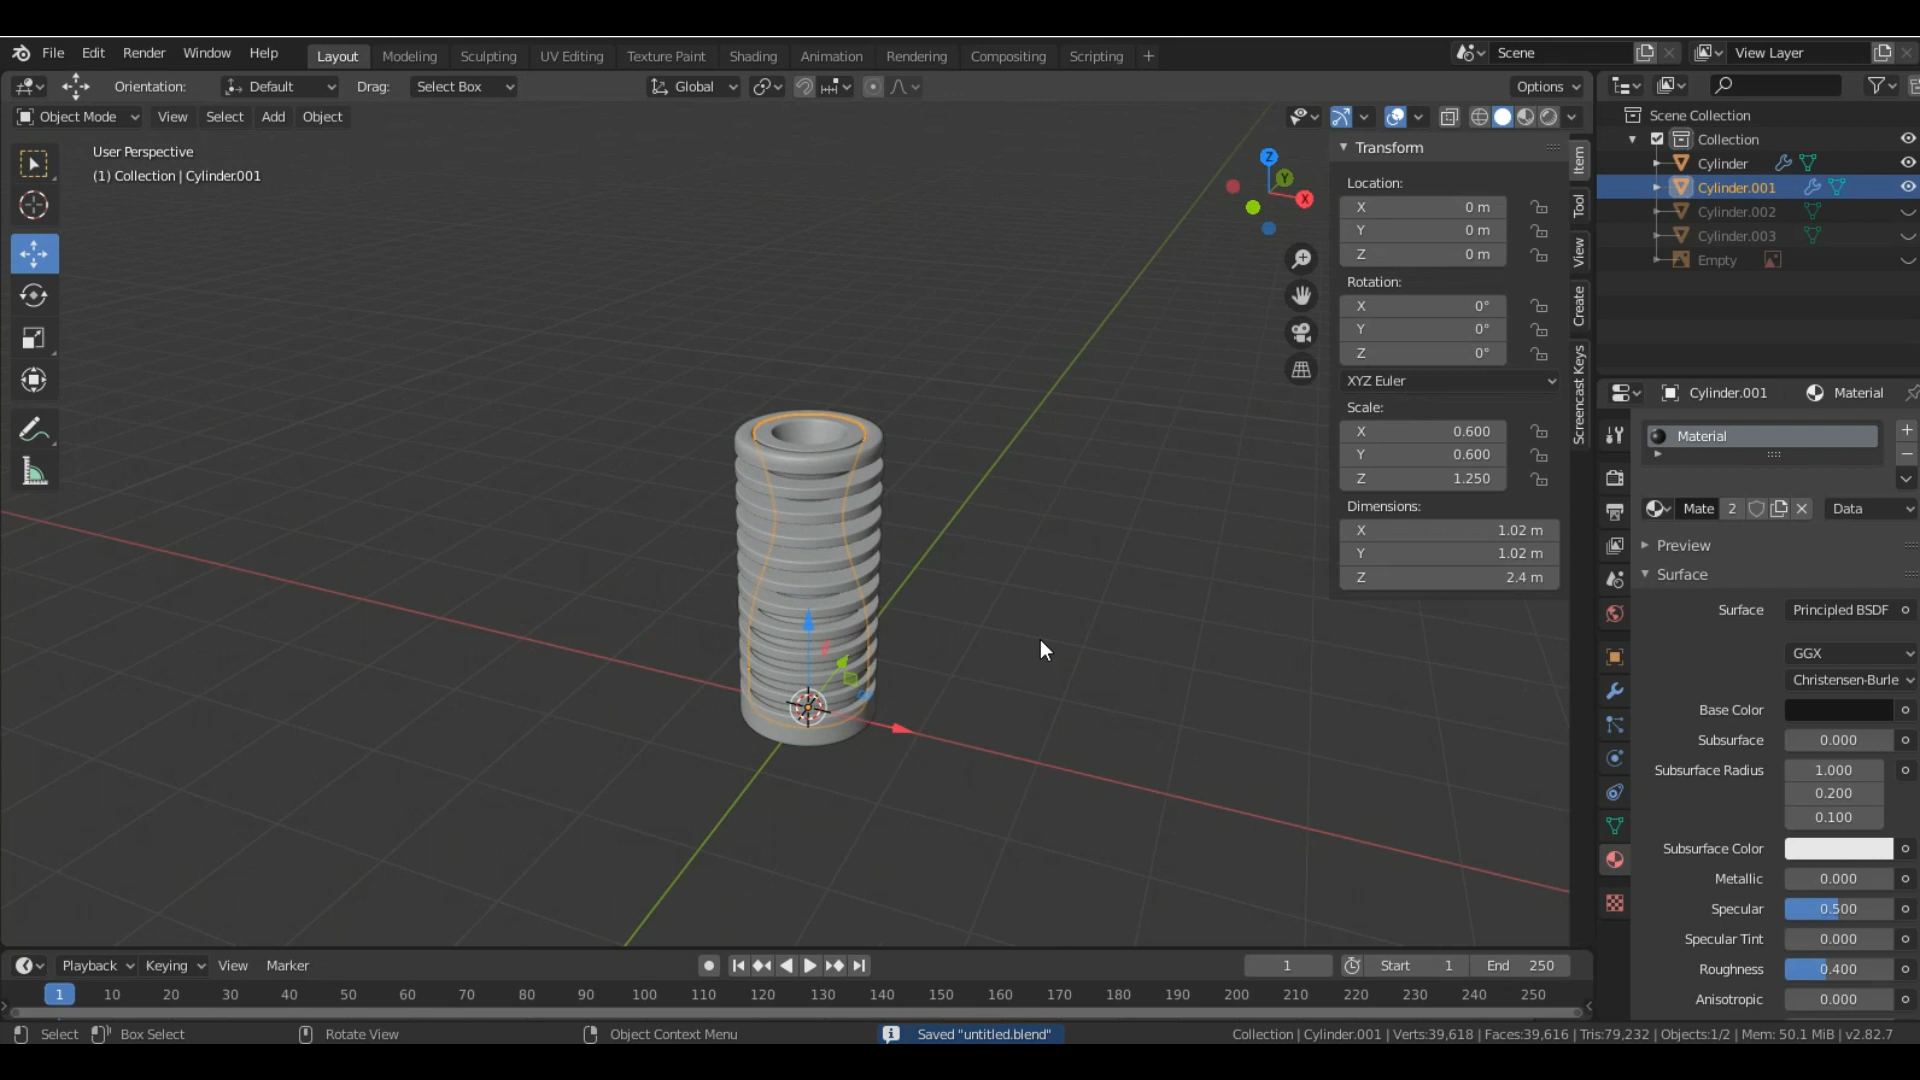 File Edit Render Window Help Layout Modeling Sculpting UV Editing Texture Paint Shading Animation Rendering Compositing Scripting + Scene View Layer
Orientation: Default Drag: Select Box Global Options
Object Mode View Select Add Object
User Perspective
(1) Collection | Cylinder.001
Z
Y
X
Transform
Location:
X 0 m
Y 0 m
Z 0 m
Rotation:
X 0°
Y 0°
Z 0°
XYZ Euler
Scale:
X 0.600
Y 0.600
Z 1.250
Dimensions:
X 1.02 m
Y 1.02 m
Z 2.4 m
Item
Tool
View
Create
Screencast Keys
Scene Collection
Collection
Cylinder
Cylinder.001
Cylinder.002
Cylinder.003
Empty
Cylinder.001 Material
Material
Mate 2 Data
Preview
Surface
Surface Principled BSDF
GGX
Christensen-Burle
Base Color
Subsurface 0.000
Subsurface Radius 1.000
0.200
0.100
Subsurface Color
Metallic 0.000
Specular 0.500
Specular Tint 0.000
Roughness 0.400
Anisotropic 0.000
Playback Keying View Marker 1 Start 1 End 250
1 10 20 30 40 50 60 70 80 90 100 110 120 130 140 150 160 170 180 190 200 210 220 230 240 250
Select Box Select Rotate View Object Context Menu Saved "untitled.blend" Collection | Cylinder.001 | Verts:39,618 | Faces:39,616 | Tris:79,232 | Objects:1/2 | Mem: 50.1 MiB | v2.82.7